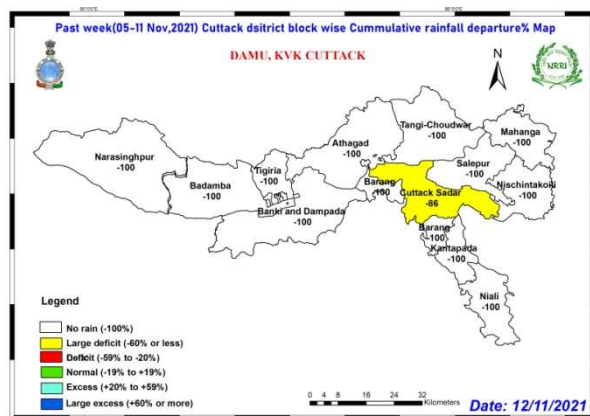 Past week(05-11 Nov,2021) Cuttack dsitrict block wise Cummulative rainfall departure% Map
DAMU, KVK CUTTACK
N
NRRI
Tangi-Choudwar
-100
Mahanga
-100
Athagad
-100
Narasinghpur
-100
Salepur
-100
Tigiria
-100
Badamba
-100
Barang
-100
Nischintakoili
-100
Cuttack Sadar
-86
Banki and Dampada
-100
Barang
-100
Kantapada
-100
Niali
-100
Legend
No rain (-100%)
Large deficit (-60% or less)
Deficit (-59% to -20%)
Normal (-19% to +19%)
Excess (+20% to +59%)
Large excess (+60% or more)
0 4 8 16 24 32
Kilometers
Date: 12/11/2021